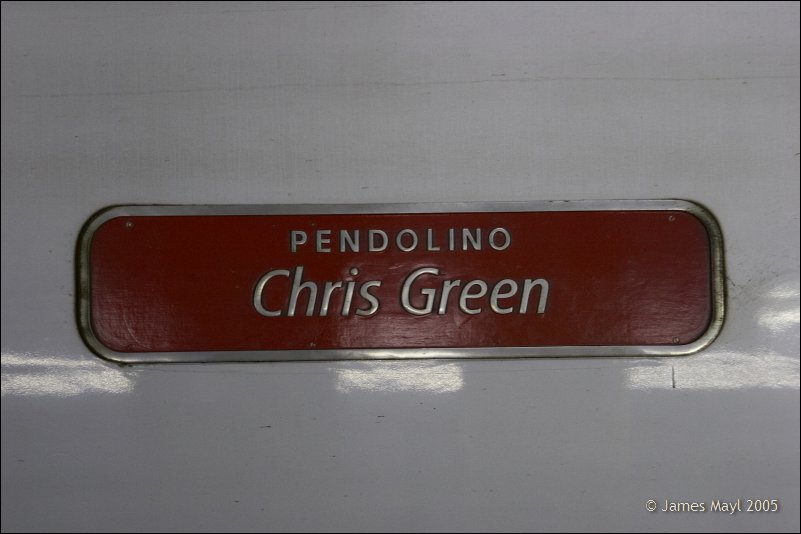 PENDOLINO
Chris Green
© James Mayl 2005